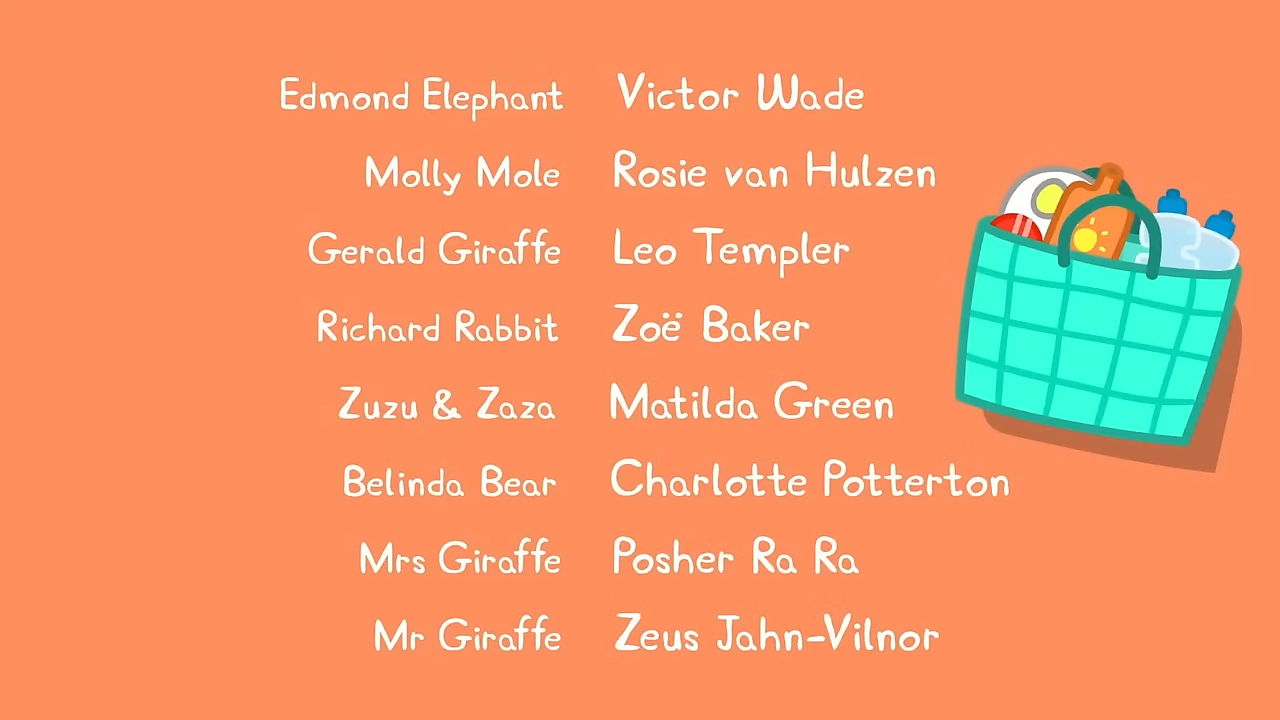 Edmond Elephant Victor Wade
Molly Mole Rosie van Hulzen
Gerald Giraffe Leo Templer
Richard Rabbit Zoë Baker
Zuzu & Zaza Matilda Green
Belinda Bear Charlotte Potterton
Mrs Giraffe Posher Ra Ra
Mr Giraffe Zeus Jahn-Vilnor